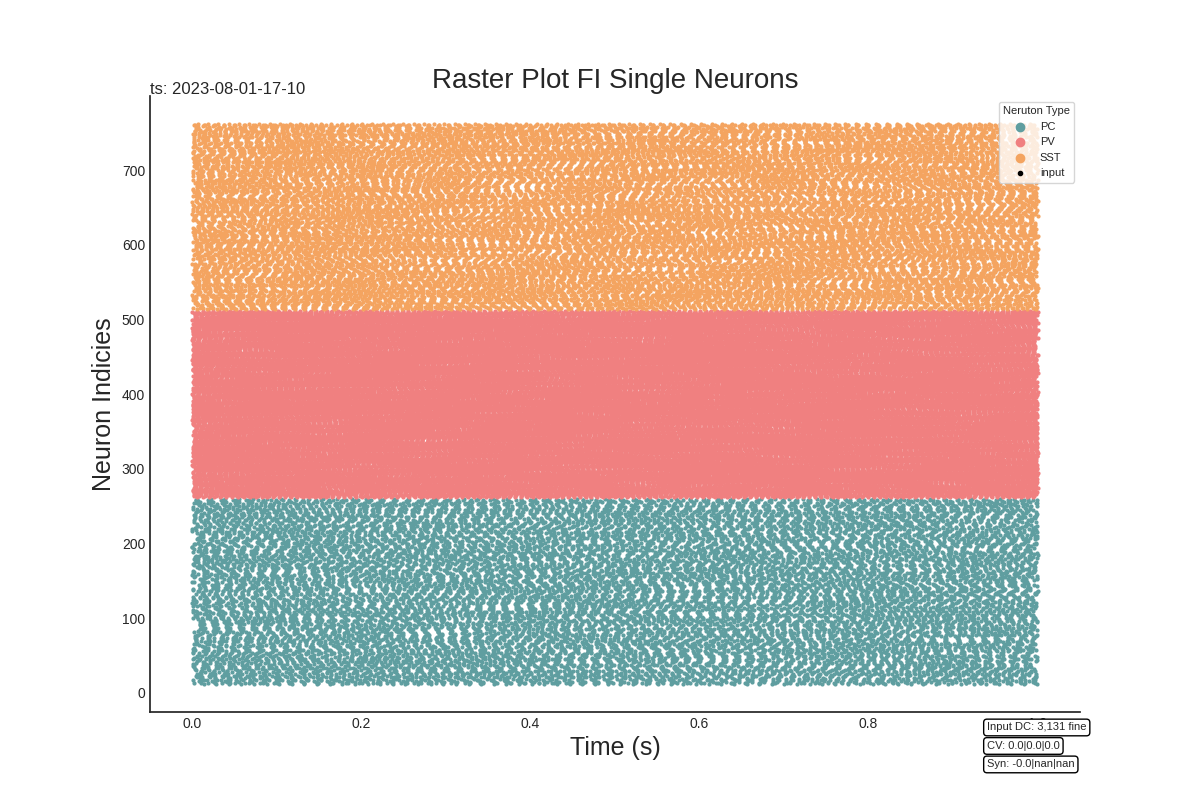 Raster Plot FI Single Neurons
ts: 2023-08-01-17-10
Neruton Type
PC
PV
SST
input
Neuron Indicies
700
600
500
400
300
200
100
0
0.0
0.2
0.4
0.6
0.8
Time (s)
Input DC: 3,131 fine
CV: 0.0|0.0|0.0
Syn: -0.0|nan|nan